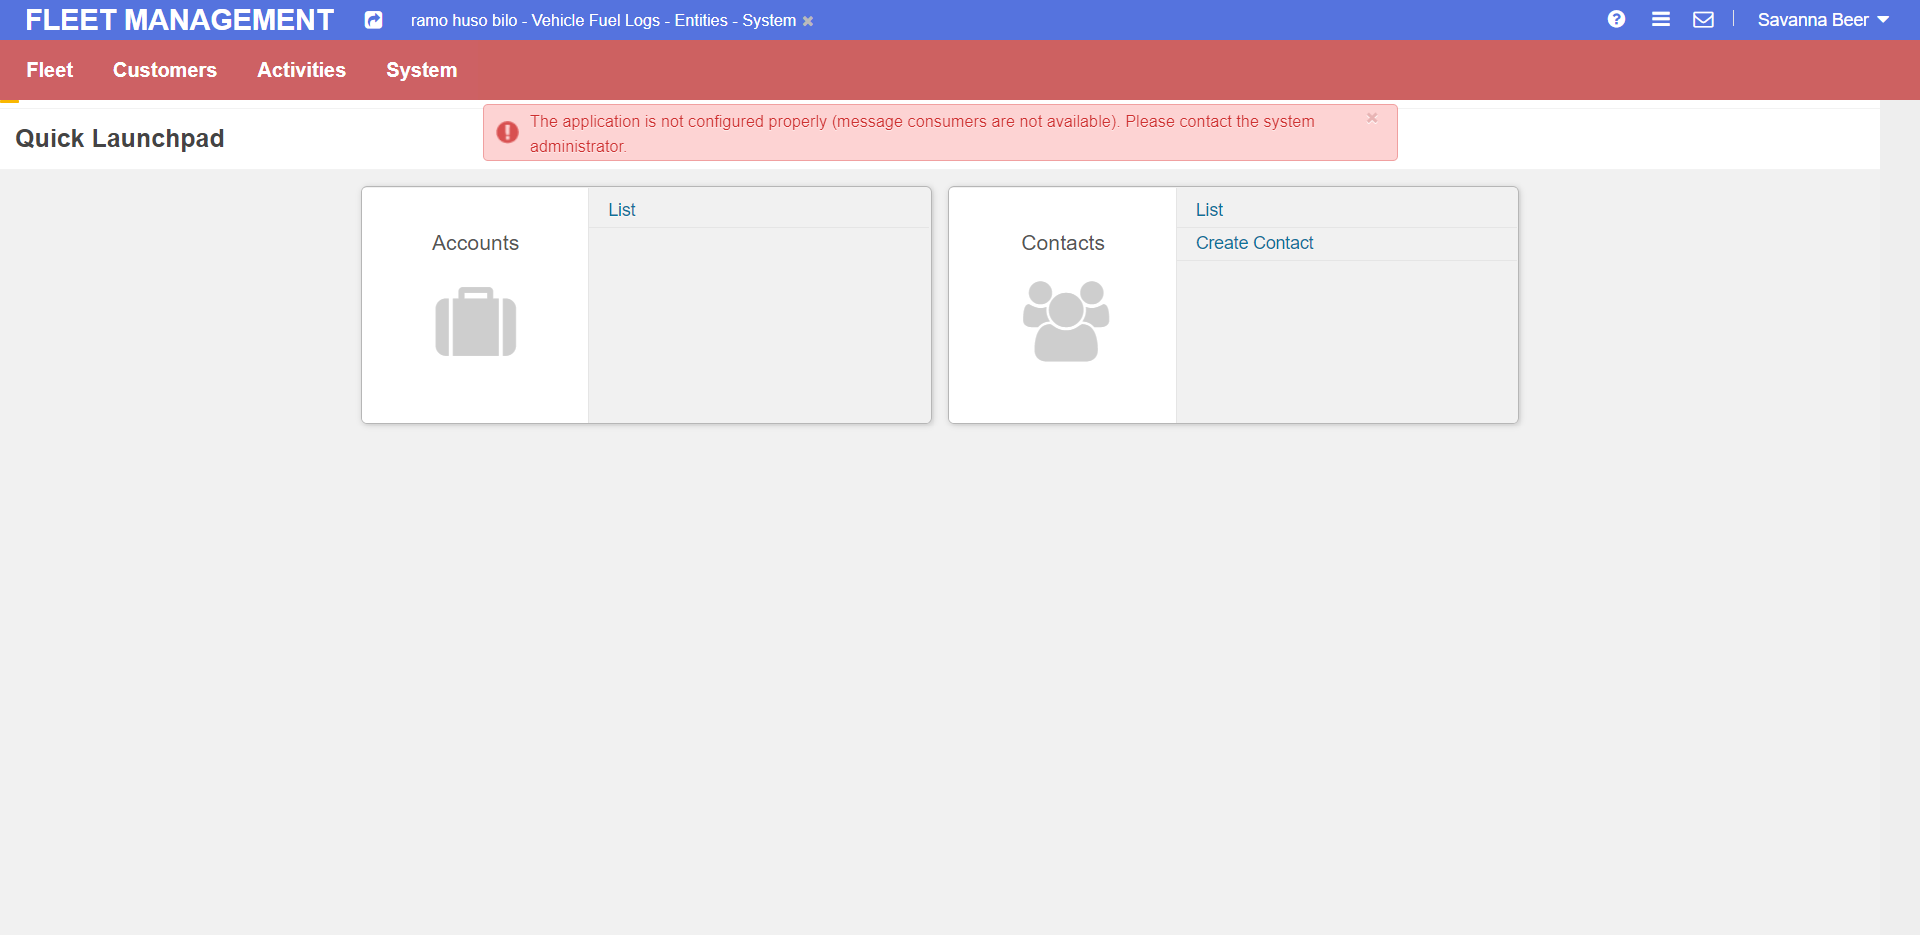 FLEET MANAGEMENT
ramo huso bilo - Vehicle Fuel Logs - Entities - System
Savanna Beer
Fleet Customers Activities System
Quick Launchpad
The application is not configured properly (message consumers are not available). Please contact the system
administrator.
Accounts
List
Contacts
List
Create Contact